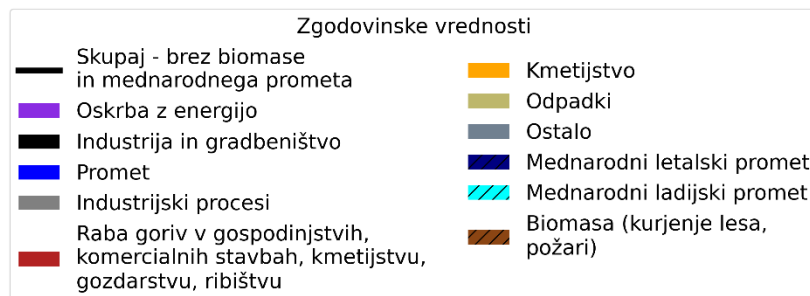 Zgodovinske vrednosti
Skupaj - brez biomase
in mednarodnega prometa
Oskrba z energijo
Industrija in gradbeništvo
Promet
Industrijski procesi
Raba goriv v gospodinjstvih,
komercialnih stavbah, kmetijstvu,
gozdarstvu, ribištvu
Kmetijstvo
Odpadki
Ostalo
Mednarodni letalski promet
Mednarodni ladijski promet
Biomasa (kurjenje lesa,
požari)